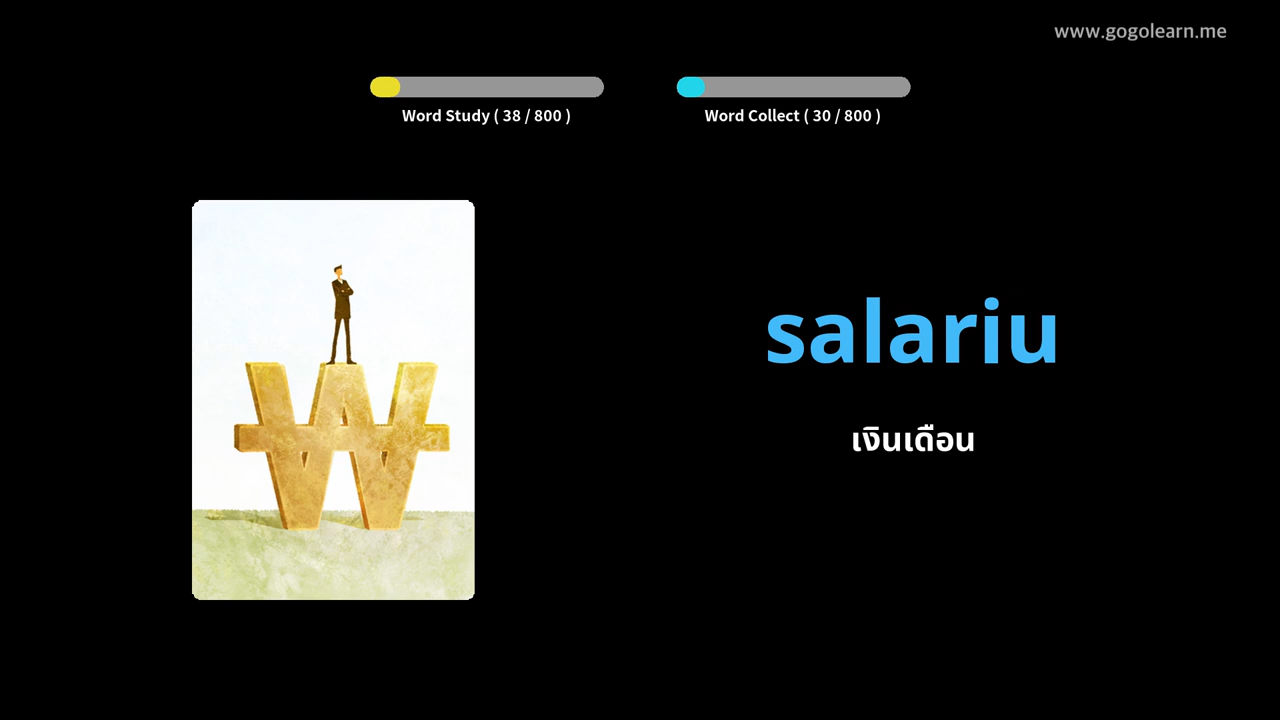 www.gogolearn.me
Word Study ( 38 / 800 )
Word Collect ( 30 / 800 )
salariu
เงินเดือน